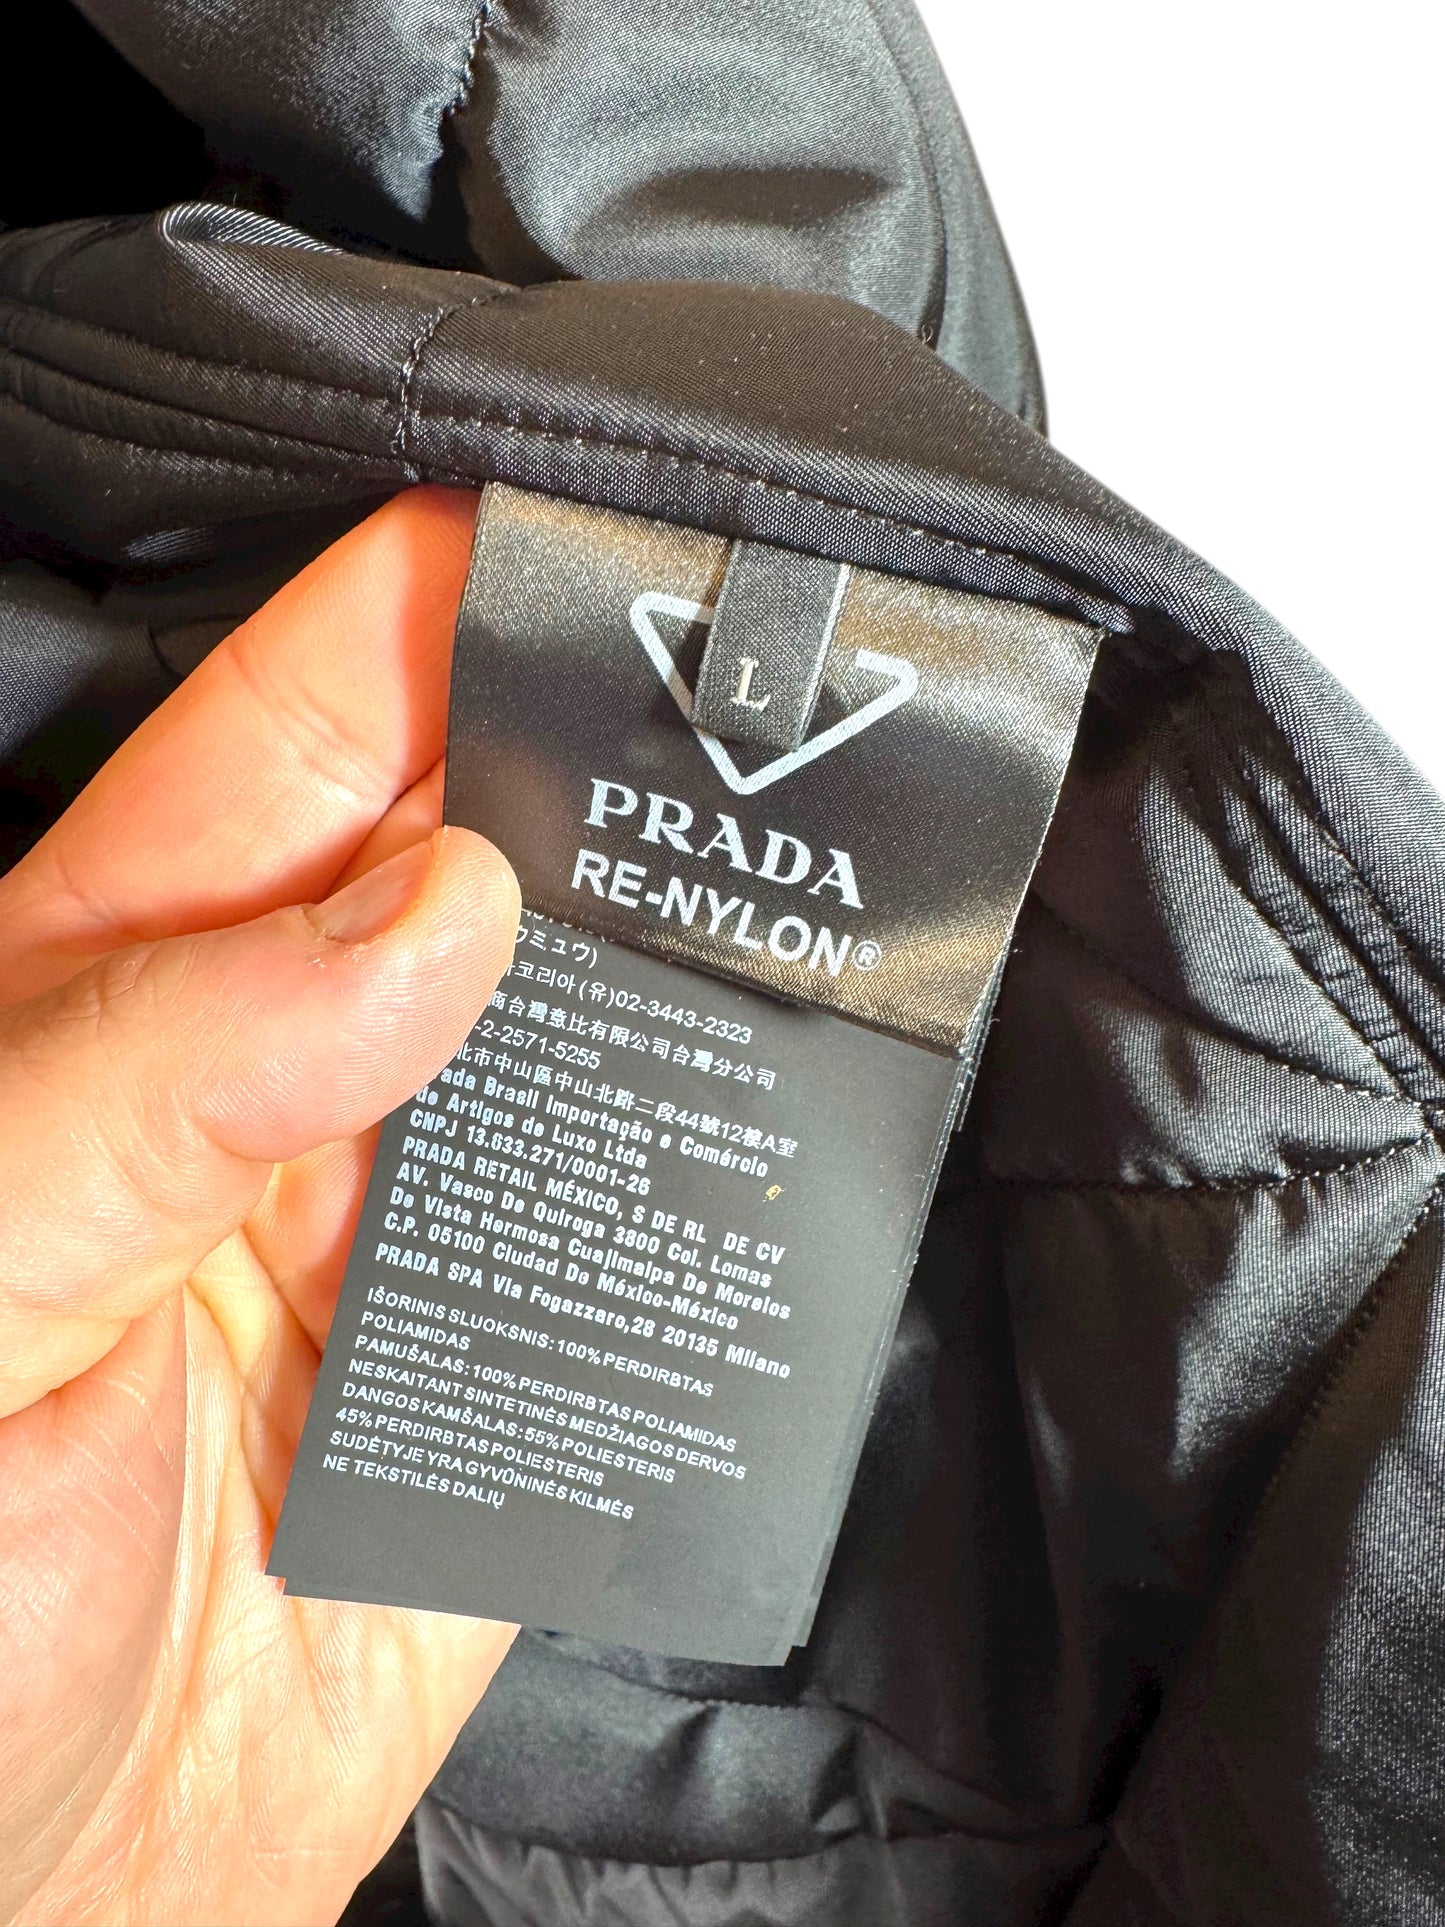 L
PRADA
RE-NYLON®
ウミュウ)
코리아(유)02-3443-2323
商台灣意比有限公司台灣分公司
-2-2571-5255
北市中山區中山北路二段44號12樓A室
Prada Brasil Importação e Comércio
de Artigos de Luxo Ltda
CNPJ 13.633.271/0001-26
PRADA RETAIL MÉXICO, S DE RL DE CV
AV. Vasco De Quiroga 3800 Col. Lomas
De Vista Hermosa Cuajimalpa De Morelos
C.P. 05100 Ciudad De México-México
PRADA SPA Via Fogazzaro,28 20135 Milano
IŠORINIS SLUOKSNIS: 100% PERDIRBTAS
POLIAMIDAS
PAMUŠALAS: 100% PERDIRBTAS POLIAMIDAS
NESKAITANT SINTETINĖS MEDŽIAGOS DERVOS
DANGOS KAMŠALAS: 55% POLIESTERIS
45% PERDIRBTAS POLIESTERIS
SUDĖTYJE YRA GYVŪNINĖS KILMĖS
NE TEKSTILĖS DALIŲ